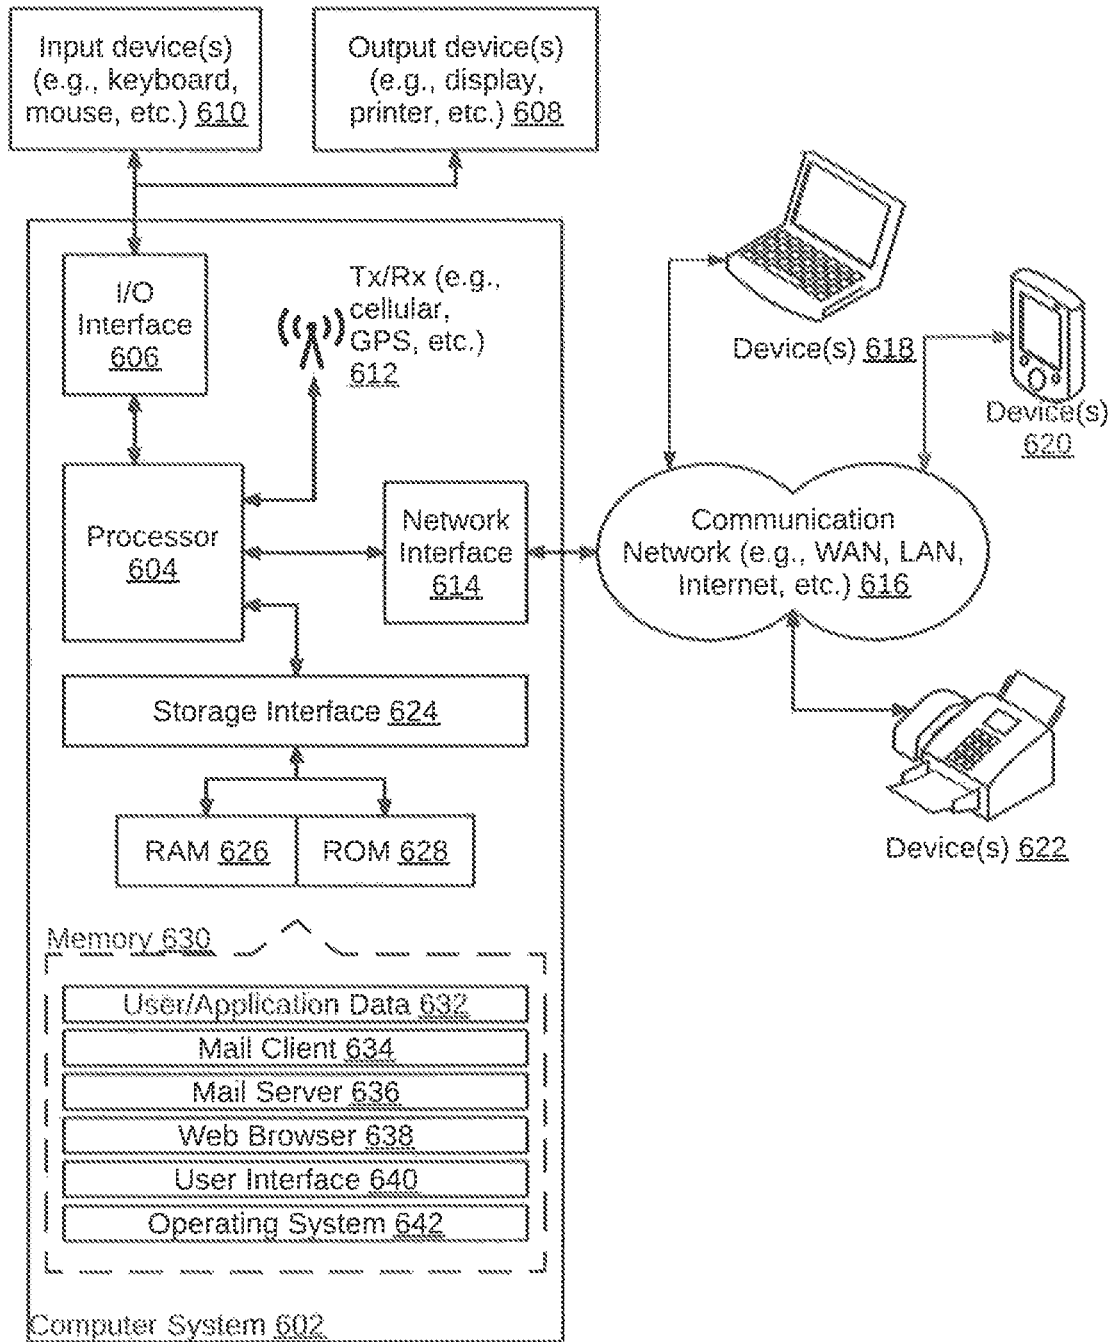 Input device(s)
(e.g., keyboard,
mouse, etc.) 610
Output device(s)
(e.g., display,
printer, etc.) 608
I/O
Interface
606
Tx/Rx (e.g.,
cellular,
GPS, etc.)
612
Device(s) 618
Device(s)
620
Processor
604
Network
Interface
614
Communication
Network (e.g., WAN, LAN,
Internet, etc.) 616
Storage Interface 624
RAM 626
ROM 628
Device(s) 622
Memory 630
User/Application Data 632
Mail Client 634
Mail Server 636
Web Browser 638
User Interface 640
Operating System 642
Computer System 602